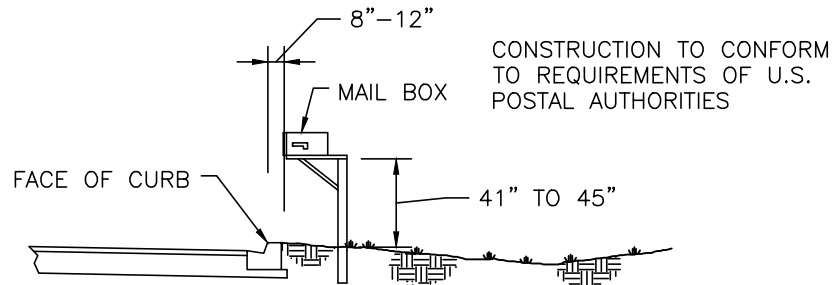 8"-12"
CONSTRUCTION TO CONFORM
TO REQUIREMENTS OF U.S.
POSTAL AUTHORITIES
MAIL BOX
FACE OF CURB
41" TO 45"